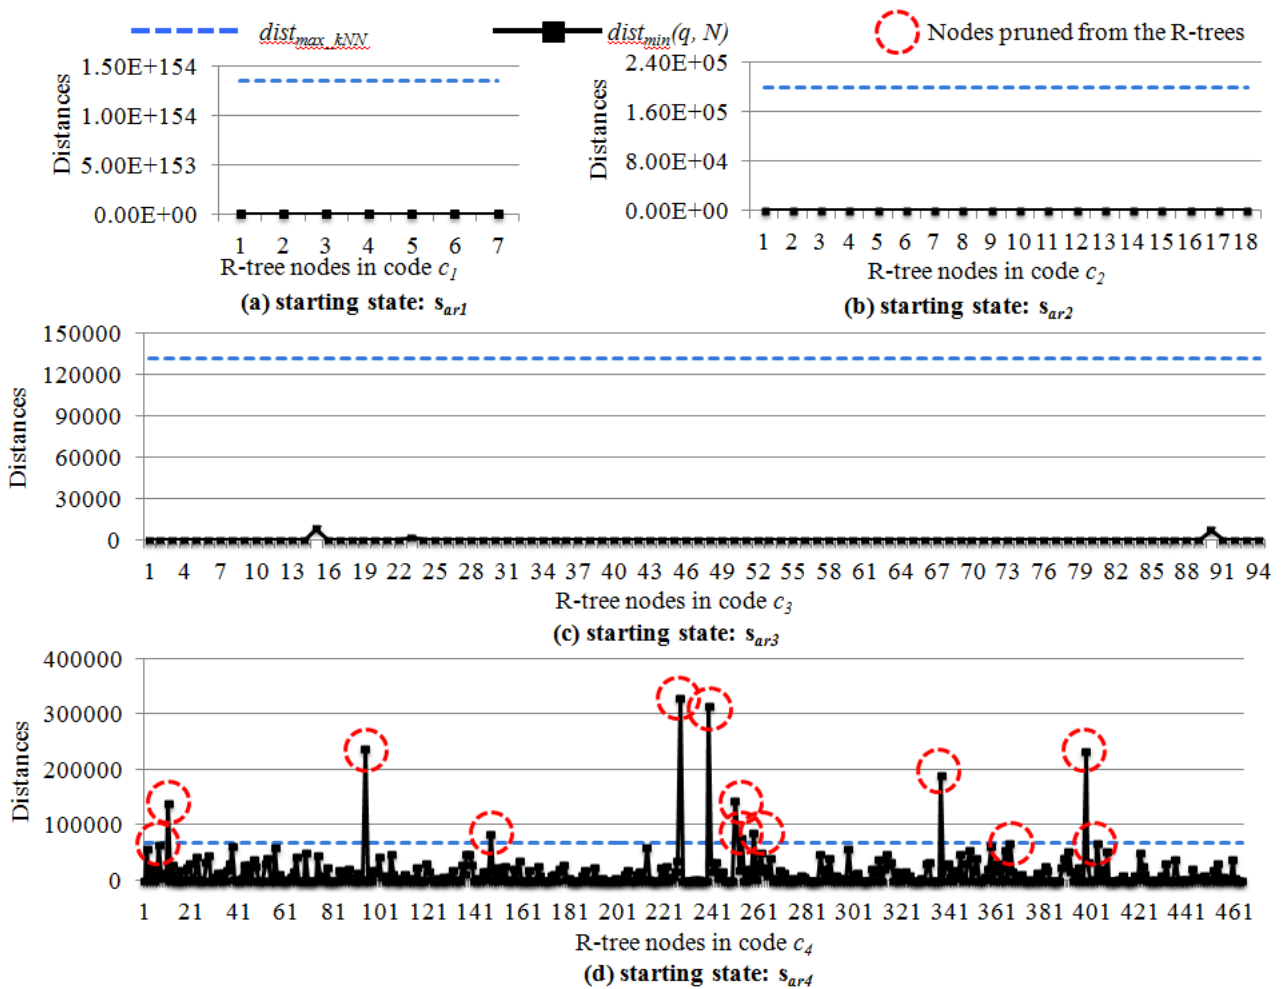 dist_max_kNN dist_min(q, N) Nodes pruned from the R-trees
1.50E+154
1.00E+154
5.00E+153
0.00E+00
Distances
1 2 3 4 5 6 7
R-tree nodes in code c_1
(a) starting state: s_ar1
2.40E+05
1.60E+05
8.00E+04
0.00E+00
Distances
1 2 3 4 5 6 7 8 9 10 11 12 13 14 15 16 17 18
R-tree nodes in code c_2
(b) starting state: s_ar2
150000
120000
90000
60000
30000
0
Distances
1 4 7 10 13 16 19 22 25 28 31 34 37 40 43 46 49 52 55 58 61 64 67 70 73 76 79 82 85 88 91 94
R-tree nodes in code c_3
(c) starting state: s_ar3
400000
300000
200000
100000
0
Distances
1 21 41 61 81 101 121 141 161 181 201 221 241 261 281 301 321 341 361 381 401 421 441 461
R-tree nodes in code c_4
(d) starting state: s_ar4